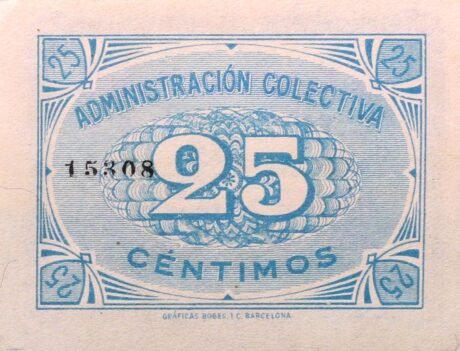 25 25
ADMINISTRACIÓN COLECTIVA
15308
25
CÉNTIMOS
25 25
GRÁFICAS BOBES, I. C. BARCELONA